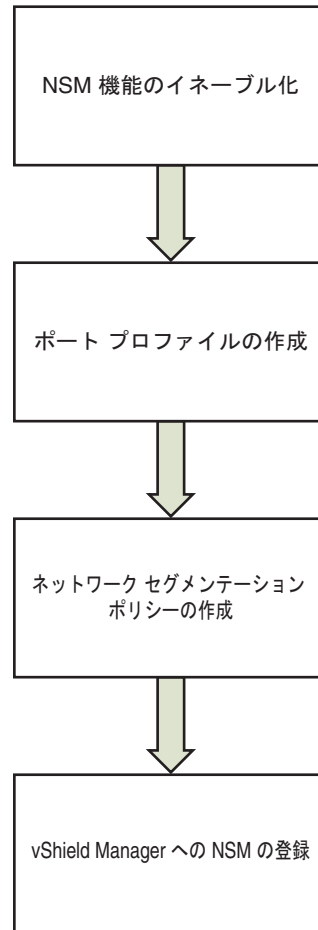 NSM 機能のイネーブル化
ポート プロファイルの作成
ネットワーク セグメンテーション
ポリシーの作成
vShield Manager への NSM の登録